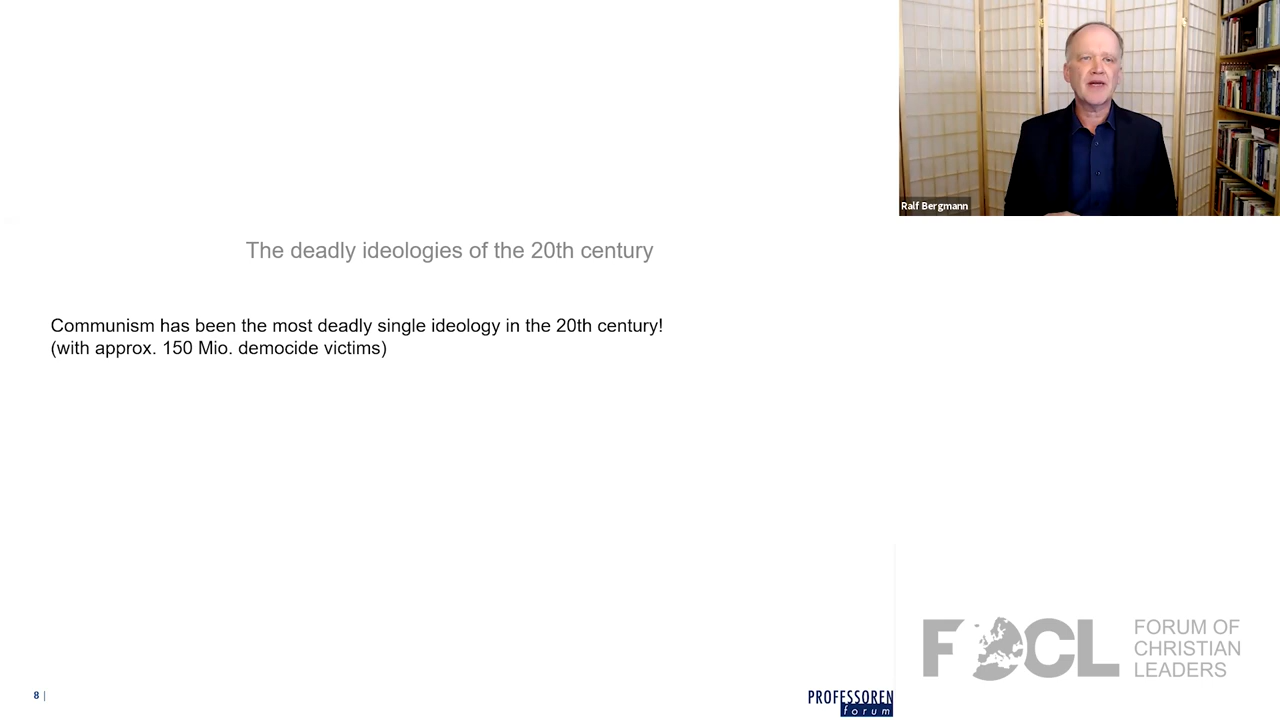 Ralf Bergmann
The deadly ideologies of the 20th century
Communism has been the most deadly single ideology in the 20th century!
(with approx. 150 Mio. democide victims)
8 |
PROFESSOREN
forum
FOCL
FORUM OF
CHRISTIAN
LEADERS